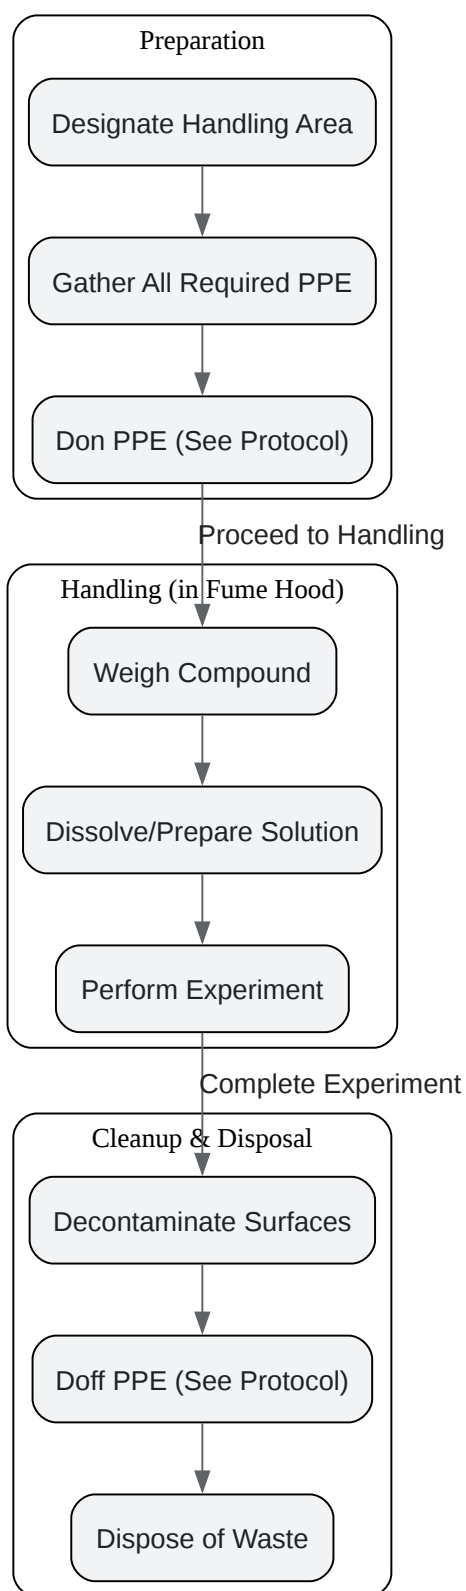 Preparation
Designate Handling Area
Gather All Required PPE
Don PPE (See Protocol)
Proceed to Handling
Handling (in Fume Hood)
Weigh Compound
Dissolve/Prepare Solution
Perform Experiment
Complete Experiment
Cleanup & Disposal
Decontaminate Surfaces
Doff PPE (See Protocol)
Dispose of Waste